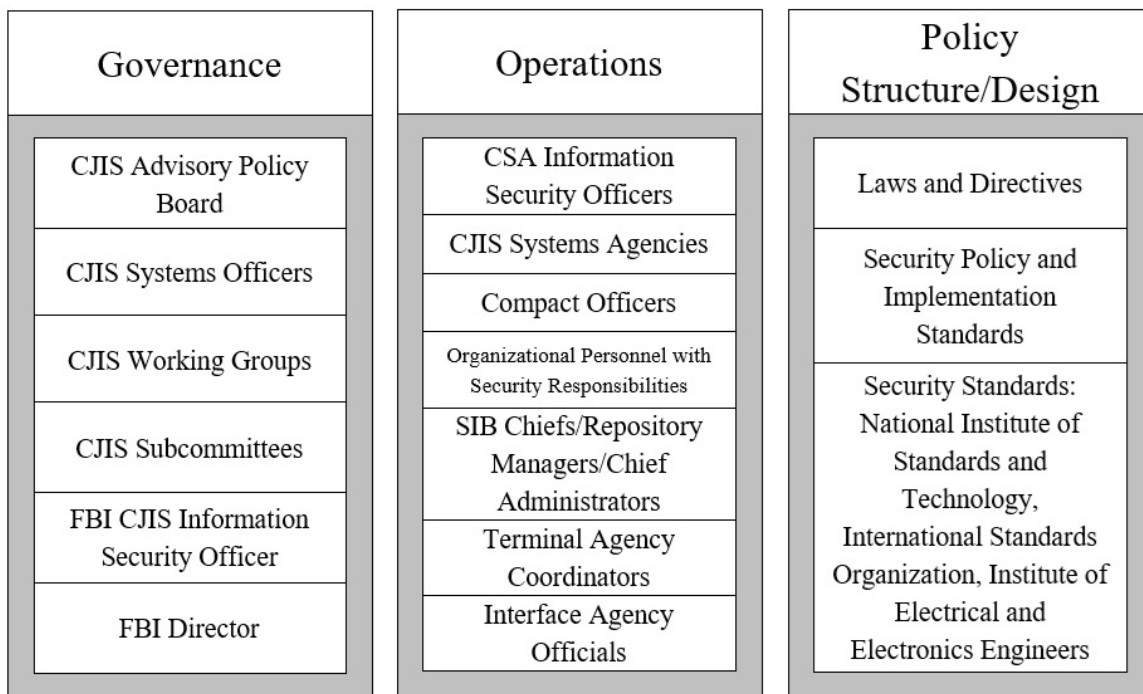 Governance
CJIS Advisory Policy
Board
CJIS Systems Officers
CJIS Working Groups
CJIS Subcommittees
FBI CJIS Information
Security Officer
FBI Director
Operations
CSA Information
Security Officers
CJIS Systems Agencies
Compact Officers
Organizational Personnel with
Security Responsibilities
SIB Chiefs/Repository
Managers/Chief
Administrators
Terminal Agency
Coordinators
Interface Agency
Officials
Policy
Structure/Design
Laws and Directives
Security Policy and
Implementation
Standards
Security Standards:
National Institute of
Standards and
Technology,
International Standards
Organization, Institute of
Electrical and
Electronics Engineers